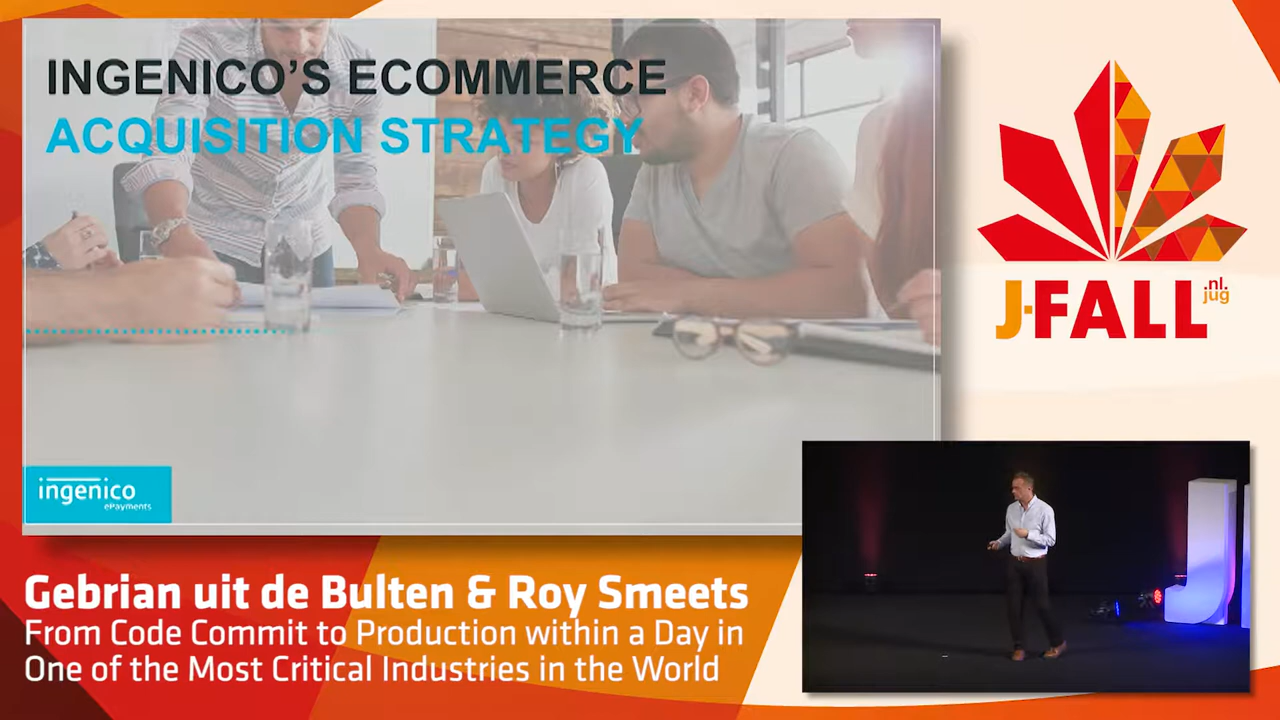 INGENICO'S ECOMMERCE
ACQUISITION STRATEGY
ingenico
ePayments
J-FALL
.nl.
jug
J
Gebrian uit de Bulten & Roy Smeets
From Code Commit to Production within a Day in
One of the Most Critical Industries in the World